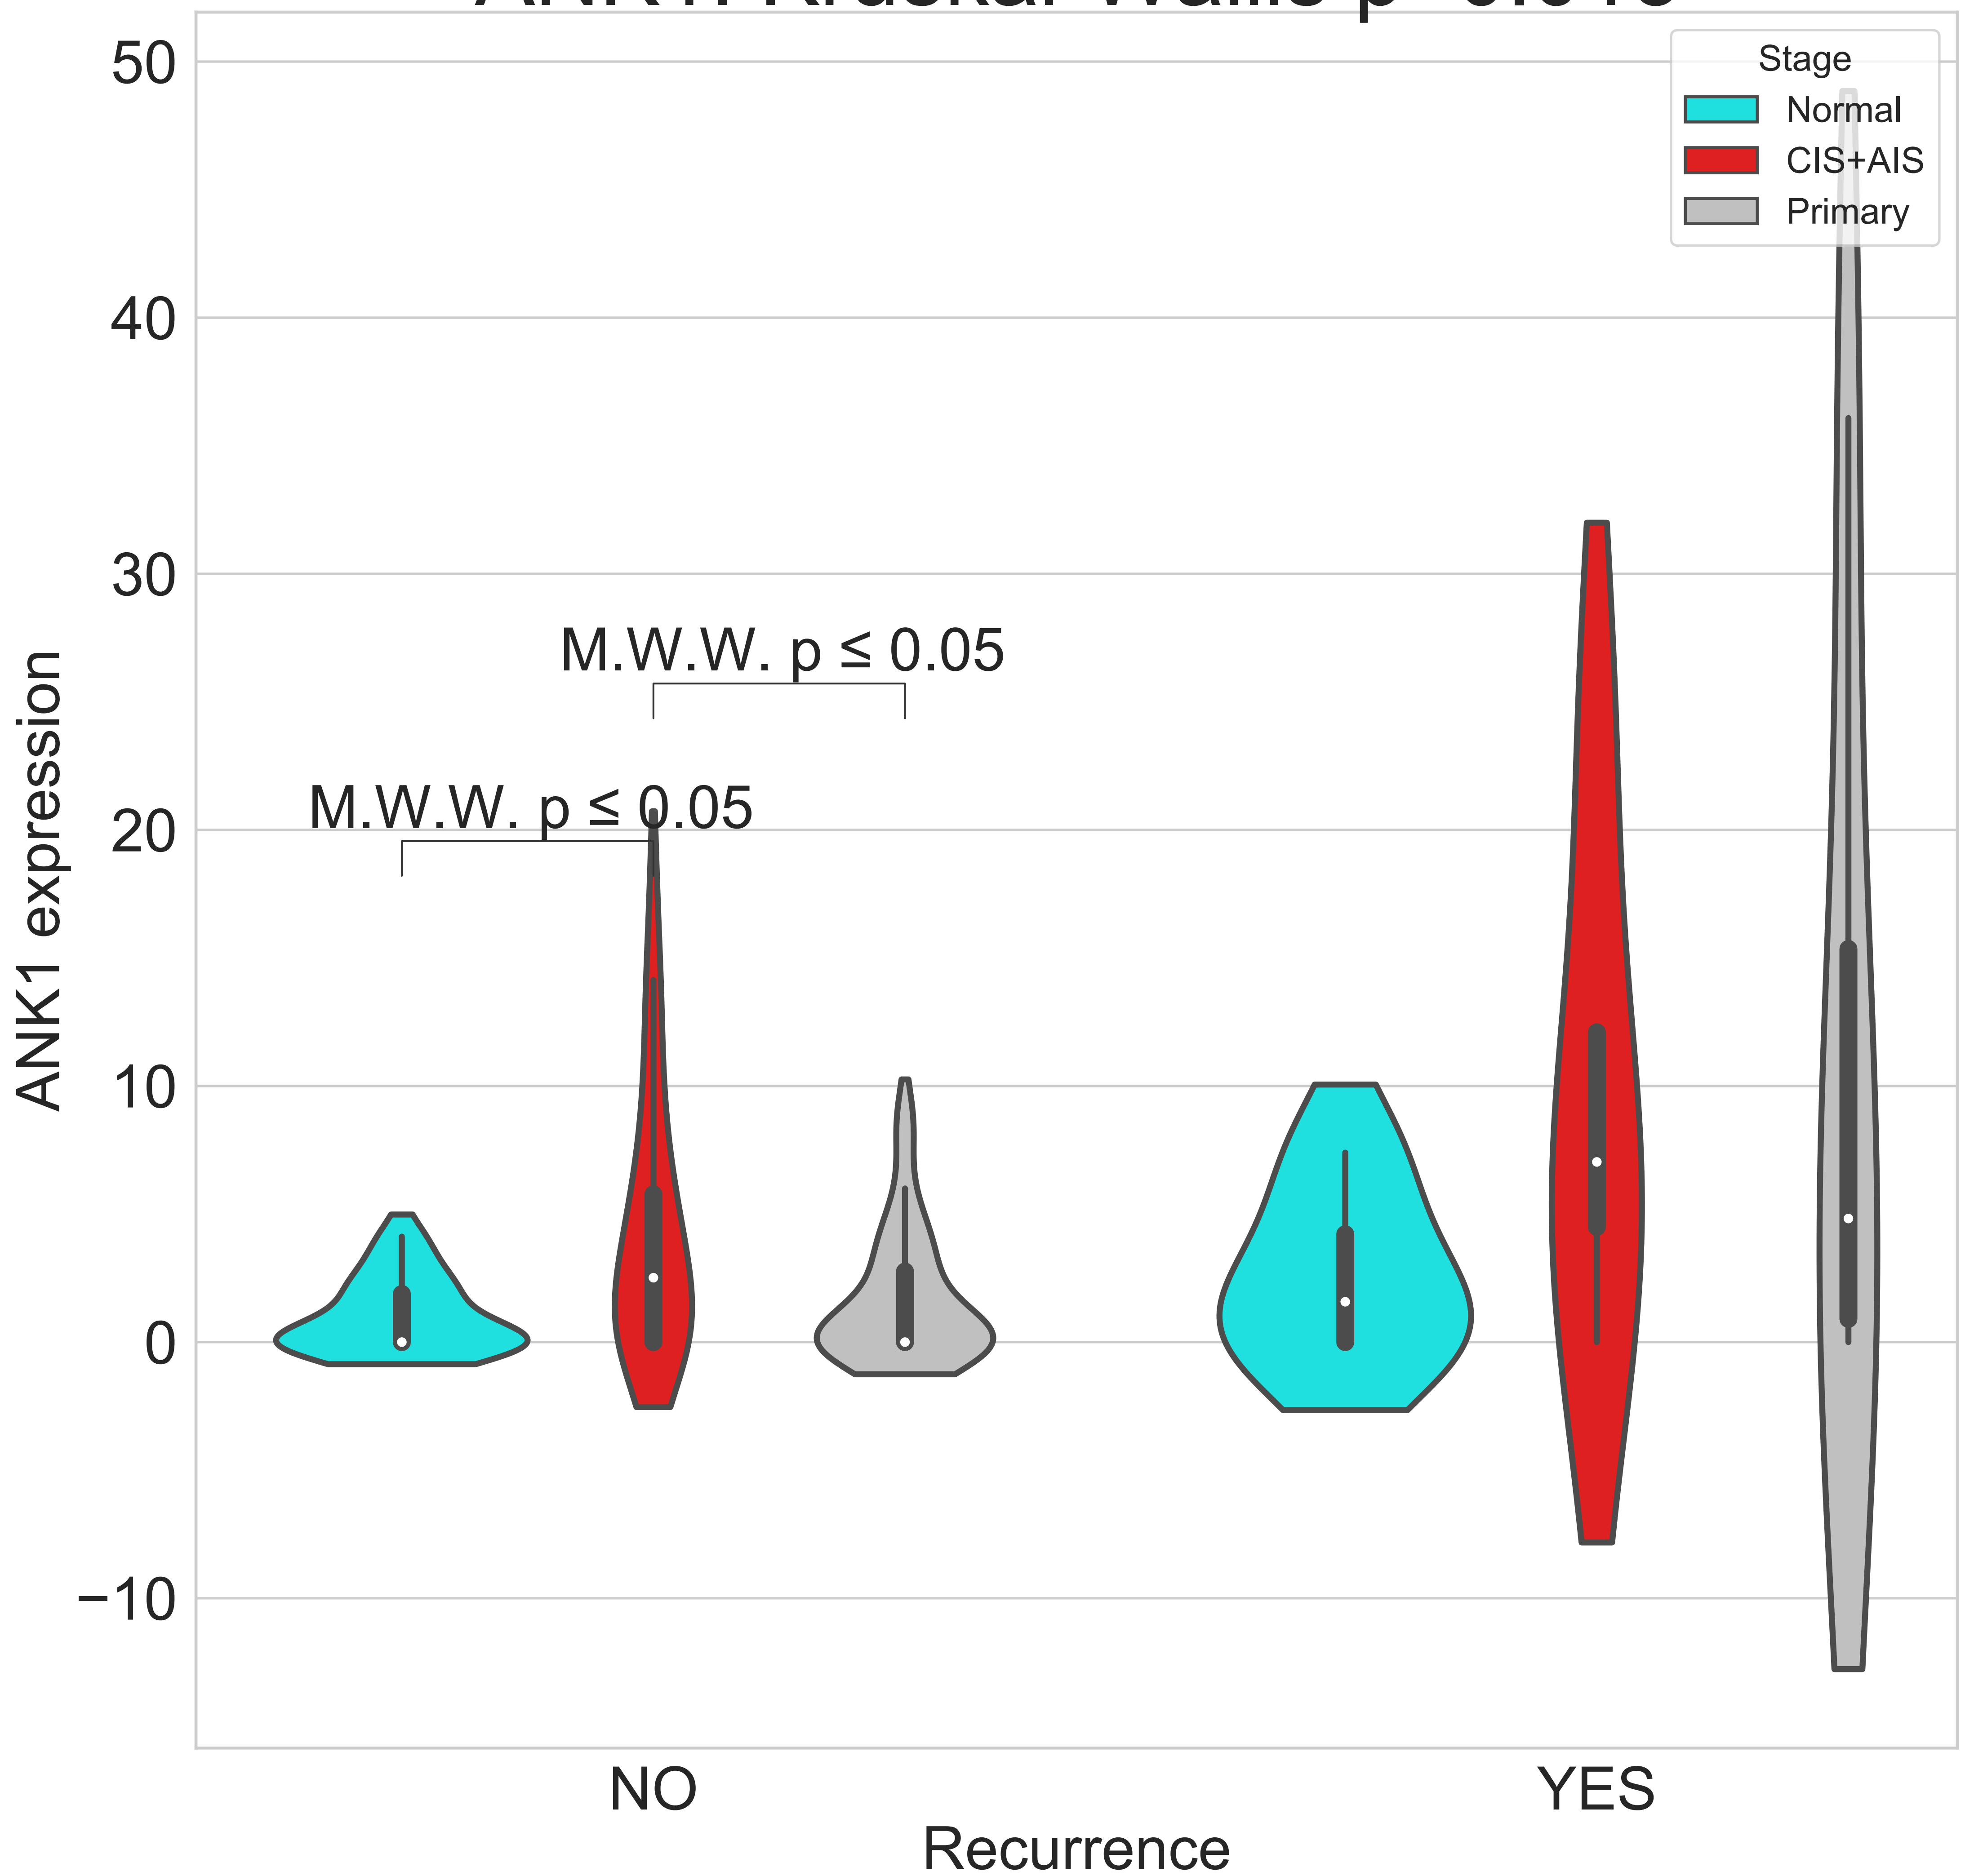 50
40
30
20
10
0
−10
ANK1 expression
Stage
Normal
CIS+AIS
Primary
M.W.W. p ≤ 0.05
M.W.W. p ≤ 0.05
NO
YES
Recurrence